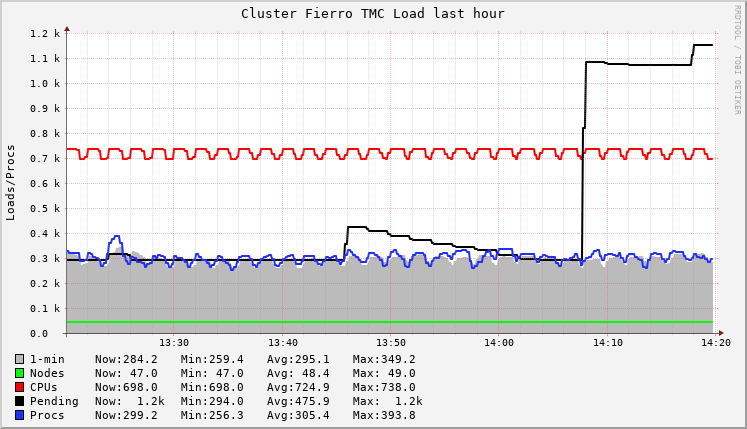 Cluster Fierro TMC Load last hour
RRDTOOL / TOBI OETIKER
Loads/Procs
1.2 k
1.1 k
1.0 k
0.9 k
0.8 k
0.7 k
0.6 k
0.5 k
0.4 k
0.3 k
0.2 k
0.1 k
0.0
13:30 13:40 13:50 14:00 14:10 14:20
1-min Now:284.2 Min:259.4 Avg:295.1 Max:349.2
Nodes Now: 47.0 Min: 47.0 Avg: 48.4 Max: 49.0
CPUs Now:698.0 Min:698.0 Avg:724.9 Max:738.0
Pending Now: 1.2k Min:294.0 Avg:475.9 Max: 1.2k
Procs Now:299.2 Min:256.3 Avg:305.4 Max:393.8